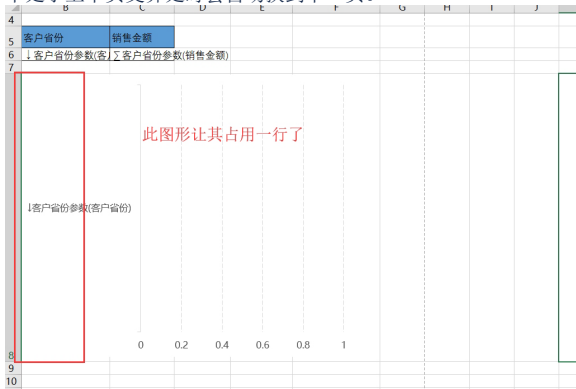 4 B C D E F G H I J
5 客户省份 销售金额
6 ↓客户省份参数(客 ∑客户省份参数(销售金额)
7
此图形让其占用一行了
↓客户省份参数(客户省份)
0 0.2 0.4 0.6 0.8 1
8
9
10